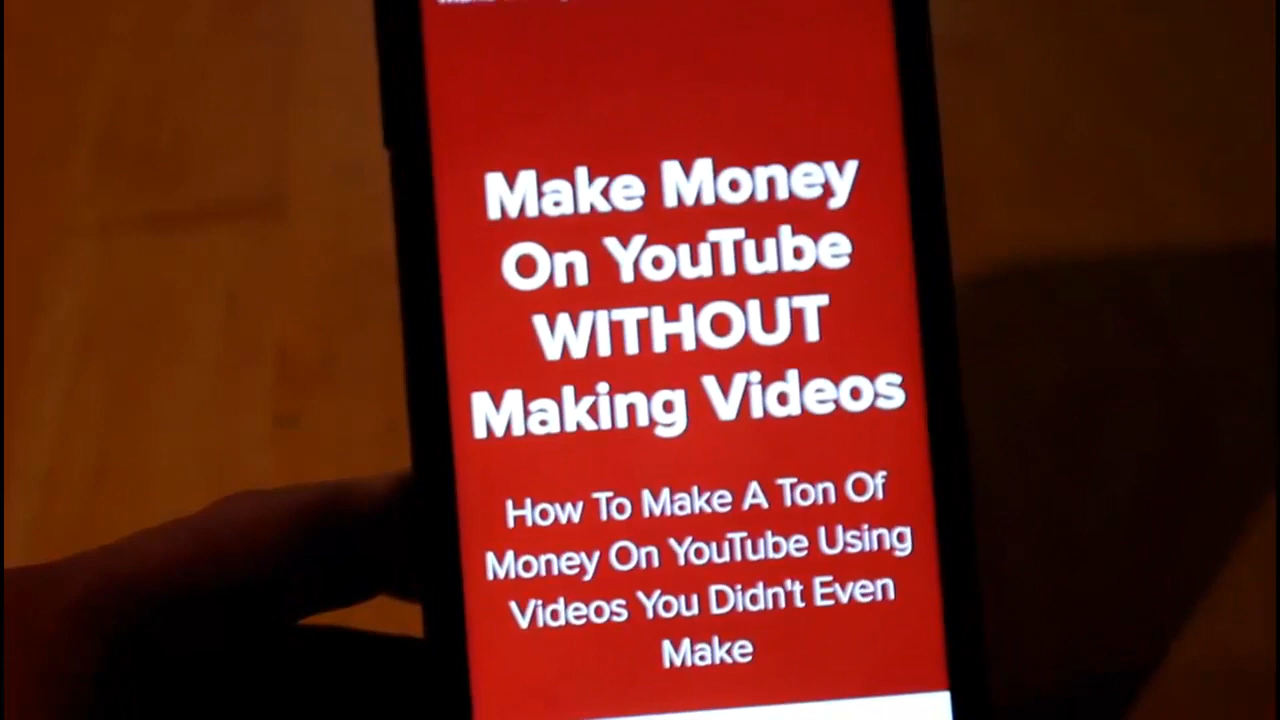 Make Money
On YouTube
WITHOUT
Making Videos
How To Make A Ton Of
Money On YouTube Using
Videos You Didn't Even
Make